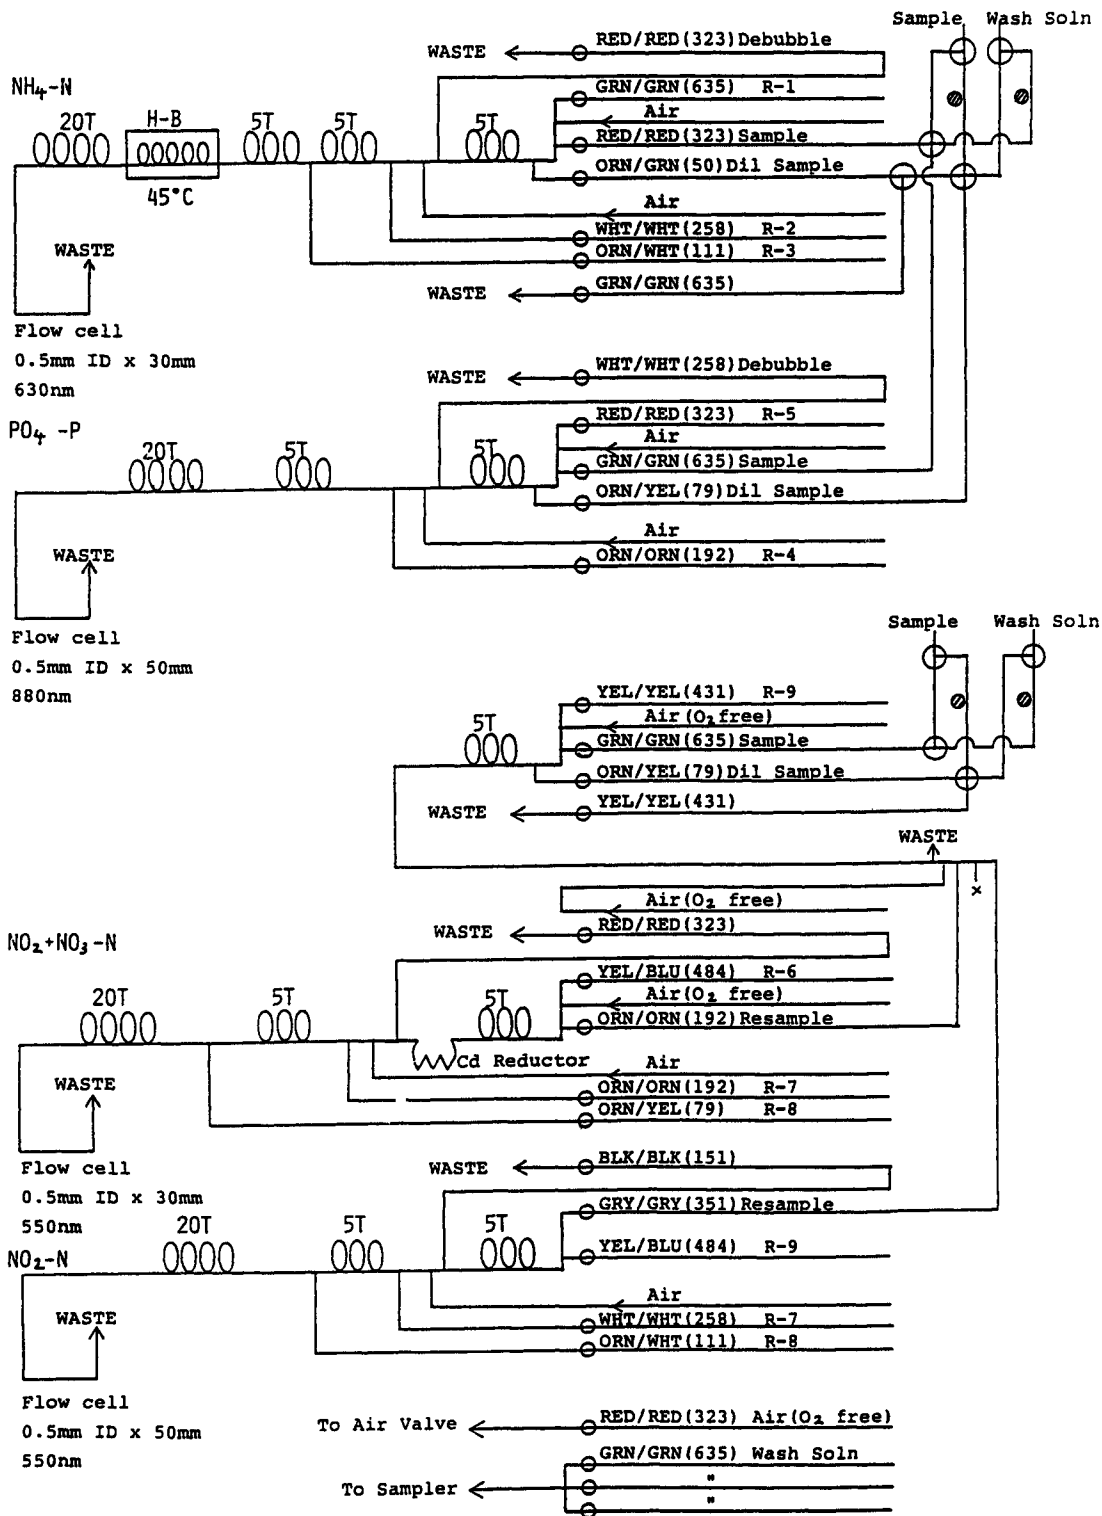 Sample Wash Soln
WASTE RED/RED(323)Debubble
NH₄-N
GRN/GRN(635) R-1
Air
20T H-B 5T 5T 5T RED/RED(323)Sample
ORN/GRN(50)Dil Sample
45°C
Air
WHT/WHT(258) R-2
ORN/WHT(111) R-3
WASTE
WASTE GRN/GRN(635)
Flow cell
0.5mm ID x 30mm
630nm
WASTE WHT/WHT(258)Debubble
PO₄ -P
RED/RED(323) R-5
Air
20T 5T 5T GRN/GRN(635)Sample
ORN/YEL(79)Dil Sample
Air
WASTE ORN/ORN(192) R-4
Flow cell
0.5mm ID x 50mm
880nm
Sample Wash Soln
YEL/YEL(431) R-9
Air(O₂free)
5T GRN/GRN(635)Sample
ORN/YEL(79)Dil Sample
WASTE YEL/YEL(431)
WASTE
x
Air(O₂ free)
WASTE RED/RED(323)
NO₂+NO₃-N
YEL/BLU(484) R-6
Air(O₂ free)
20T 5T 5T ORN/ORN(192)Resample
Cd Reductor Air
WASTE ORN/ORN(192) R-7
ORN/YEL(79) R-8
Flow cell
0.5mm ID x 30mm
550nm
WASTE BLK/BLK(151)
GRY/GRY(351)Resample
20T 5T 5T
YEL/BLU(484) R-9
NO₂-N
Air
WASTE WHT/WHT(258) R-7
ORN/WHT(111) R-8
Flow cell
0.5mm ID x 50mm
550nm
To Air Valve RED/RED(323) Air(O₂ free)
GRN/GRN(635) Wash Soln
To Sampler "
"